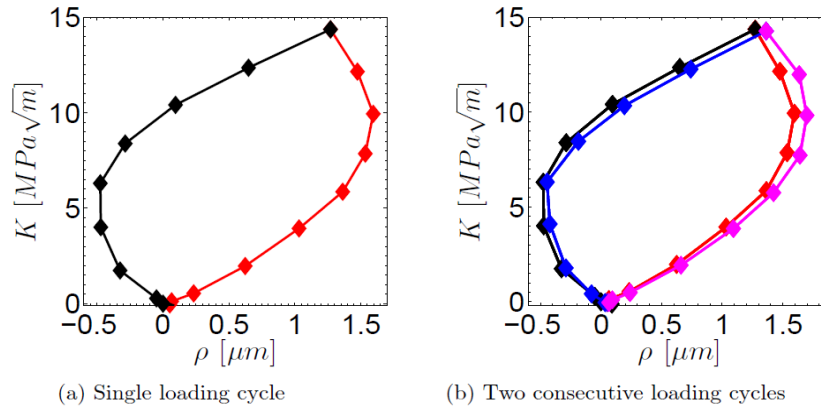 15
10
5
0
K [MPa√m]
−0.5 0 0.5 1 1.5
ρ [μm]
(a) Single loading cycle
15
10
5
0
K [MPa√m]
−0.5 0 0.5 1 1.5
ρ [μm]
(b) Two consecutive loading cycles